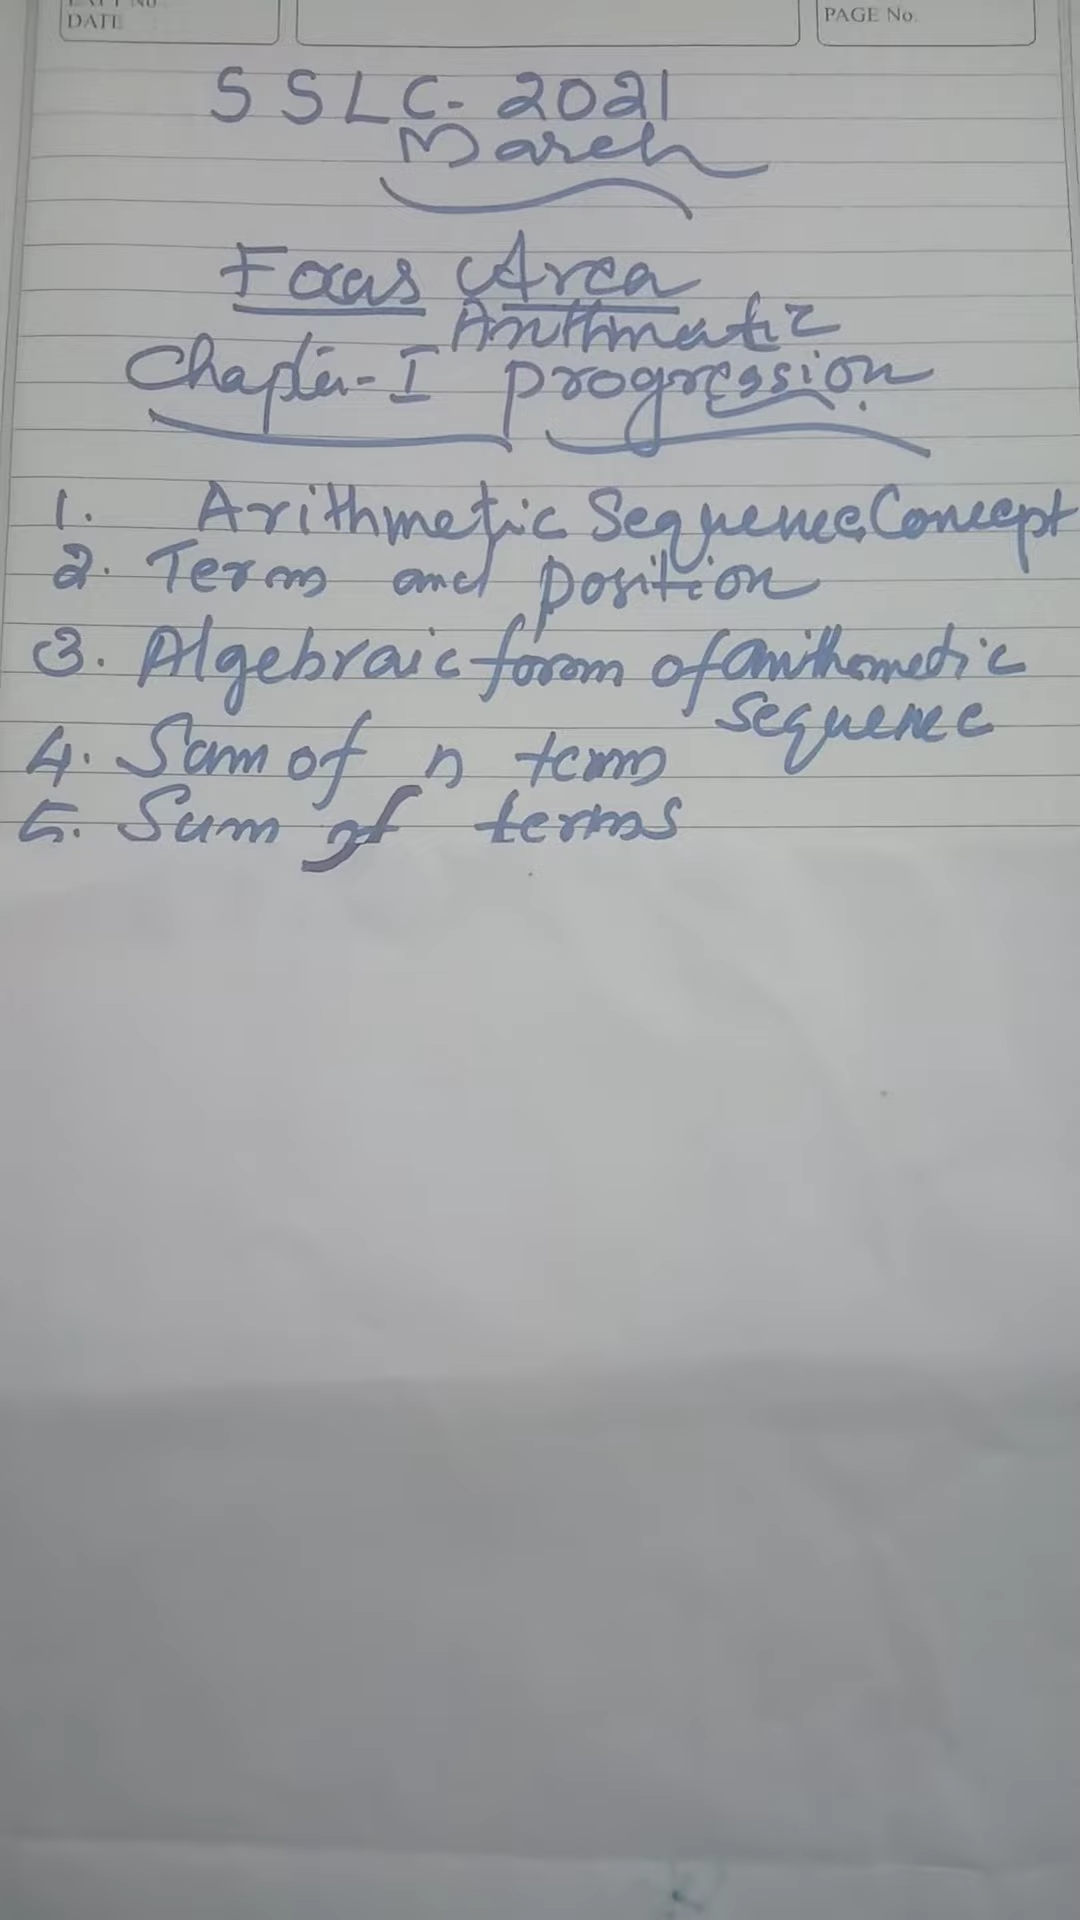 DATE
PAGE No.
SSLC-2021
March
Focus Area
Arithmatic
Chapter-I progression.
1. Arithmetic Sequence Concept
2. Term and position
3. Algebraic form of arithmetic
sequence
4. Sum of n term
5. Sum of terms